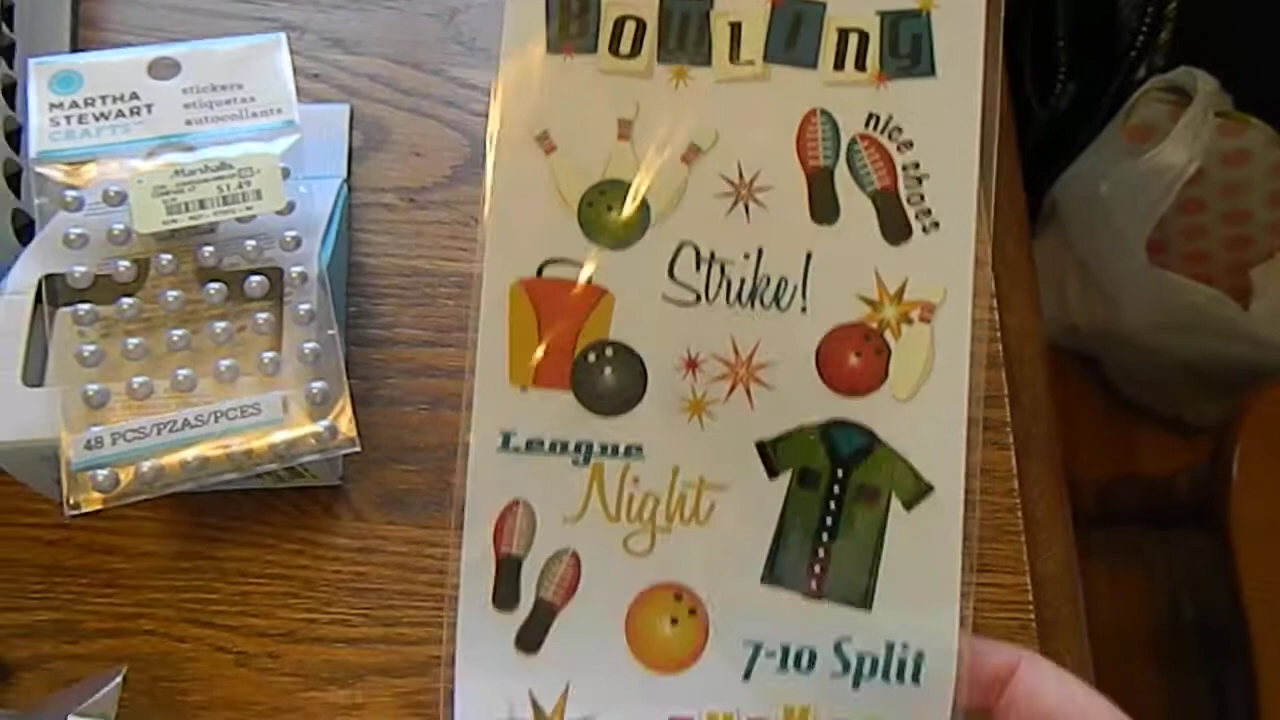 MARTHA
STEWART
CRAFTS
stickers
etiquetas
autocollants
Marshalls
$1.49
48 PCS/PZAS/PCES
BOWLING
nice shoes
Strike!
League
Night
7-10 Split